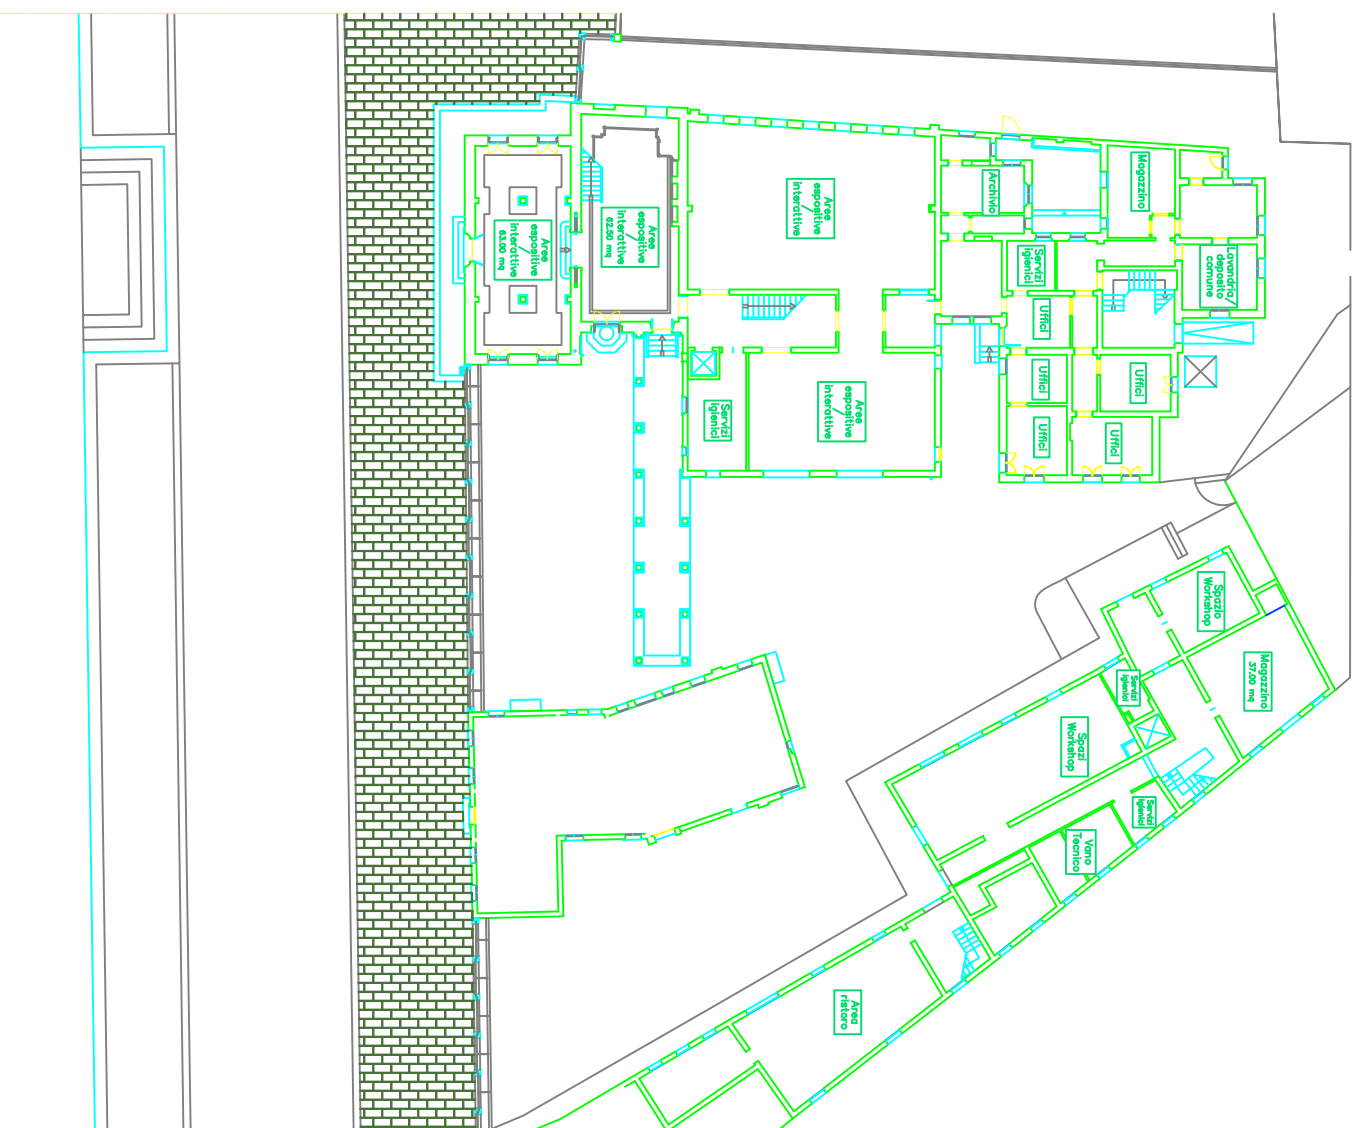 Aree
espositive
/
interattive
63.00 mq
Aree
espositive
/
interattive
62.50 mq
Aree
espositive
/
interattive
Archivio
Magazzino
Lavandria/
deposito
comune
Servizi
igienici
Uffici
Uffici
Uffici
Uffici
Uffici
Servizi
igienici
Aree
espositive
/
interattive
Spazio
Workshop
Magazzino
37.00 mq
Servizi
igienici
Spazi
Workshop
Servizi
igienici
Vano
Tecnico
Area
ristoro